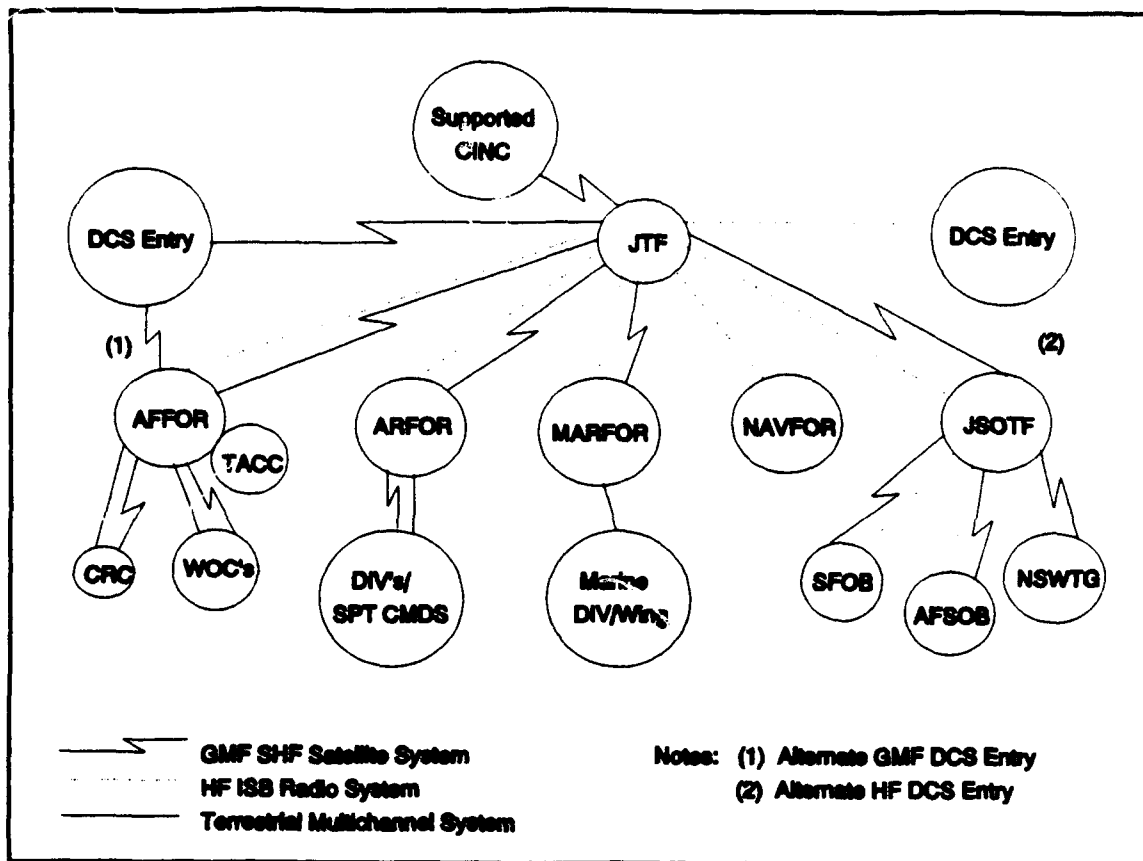 Supported
CINC
DCS Entry
JTF
DCS Entry
(1)
(2)
AFFOR
TACC
ARFOR
MARFOR
NAVFOR
JSOTF
CRC
WOC's
DIV's/
SPT CMDS
Marine
DIV/Wing
SFOB
AFSOB
NSWTG
GMF SHF Satellite System
HF ISB Radio System
Terrestrial Multichannel System
Notes: (1) Alternate GMF DCS Entry
(2) Alternate HF DCS Entry